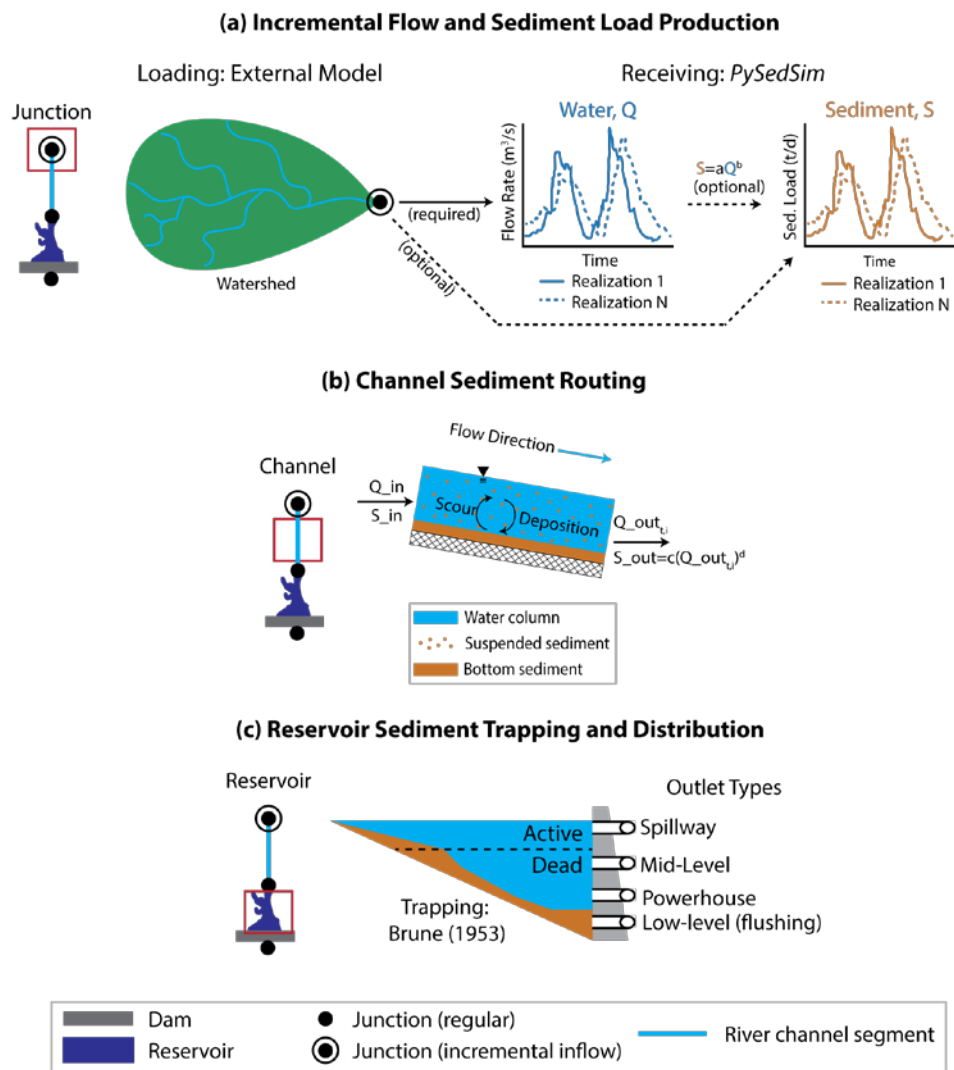 (a) Incremental Flow and Sediment Load Production
Loading: External Model
Receiving: PySedSim
Junction
Water, Q
Sediment, S
Flow Rate (m³/s)
S=aQᵇ
(optional)
Sed. Load (t/d)
(required)
(optional)
Watershed
Time
Realization 1
Realization N
Time
Realization 1
Realization N
(b) Channel Sediment Routing
Flow Direction
Channel
Q_in
S_in
Scour
Deposition
Q_out_t,i
S_out=c(Q_out_t,i)ᵈ
Water column
Suspended sediment
Bottom sediment
(c) Reservoir Sediment Trapping and Distribution
Reservoir
Outlet Types
Active
Dead
Spillway
Mid-Level
Powerhouse
Low-level (flushing)
Trapping:
Brune (1953)
Dam
Reservoir
Junction (regular)
Junction (incremental inflow)
River channel segment